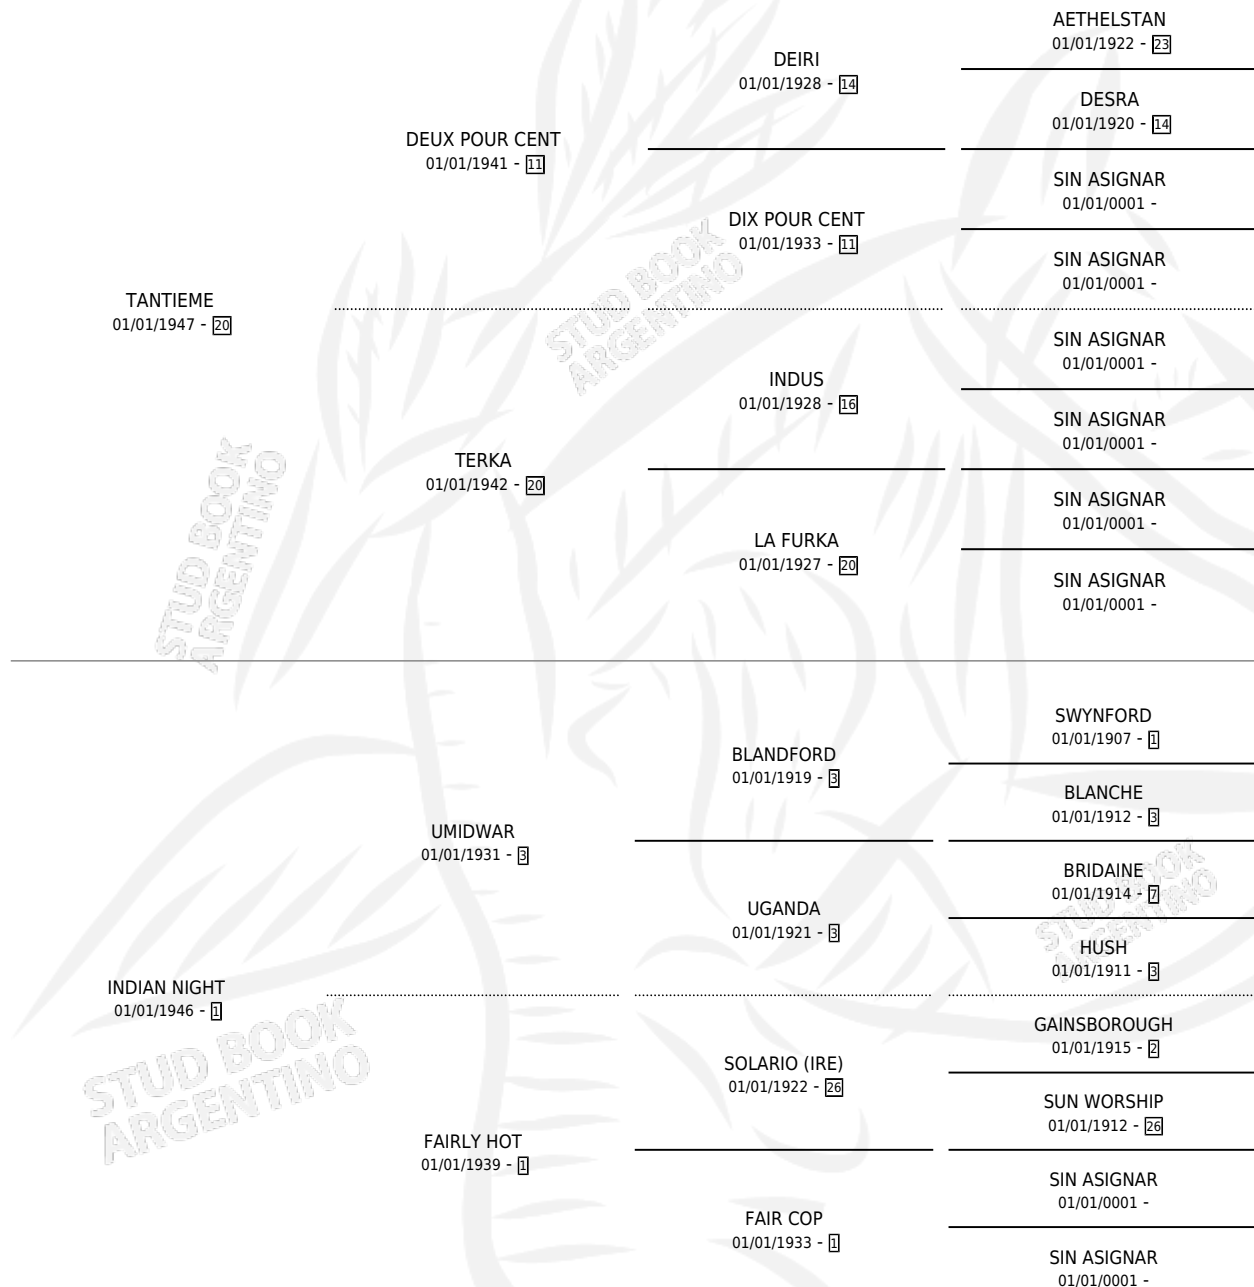 AETHELSTAN
01/01/1922 - 23
DEIRI
01/01/1928 - 14
DESRA
01/01/1920 - 14
DEUX POUR CENT
01/01/1941 - 11
SIN ASIGNAR
01/01/0001 -
DIX POUR CENT
01/01/1933 - 11
SIN ASIGNAR
01/01/0001 -
TANTIEME
01/01/1947 - 20
SIN ASIGNAR
01/01/0001 -
INDUS
01/01/1928 - 16
SIN ASIGNAR
01/01/0001 -
TERKA
01/01/1942 - 20
SIN ASIGNAR
01/01/0001 -
LA FURKA
01/01/1927 - 20
SIN ASIGNAR
01/01/0001 -
SWYNFORD
01/01/1907 - 1
BLANDFORD
01/01/1919 - 3
BLANCHE
01/01/1912 - 3
UMIDWAR
01/01/1931 - 3
BRIDAINE
01/01/1914 - 7
UGANDA
01/01/1921 - 3
HUSH
01/01/1911 - 3
INDIAN NIGHT
01/01/1946 - 1
GAINSBOROUGH
01/01/1915 - 2
SOLARIO (IRE)
01/01/1922 - 26
SUN WORSHIP
01/01/1912 - 26
FAIRLY HOT
01/01/1939 - 1
SIN ASIGNAR
01/01/0001 -
FAIR COP
01/01/1933 - 1
SIN ASIGNAR
01/01/0001 -
STUD BOOK
ARGENTINO
STUD BOOK
ARGENTINO
STUD BOOK
ARGENTINO
STUD BOOK
ARGENTINO